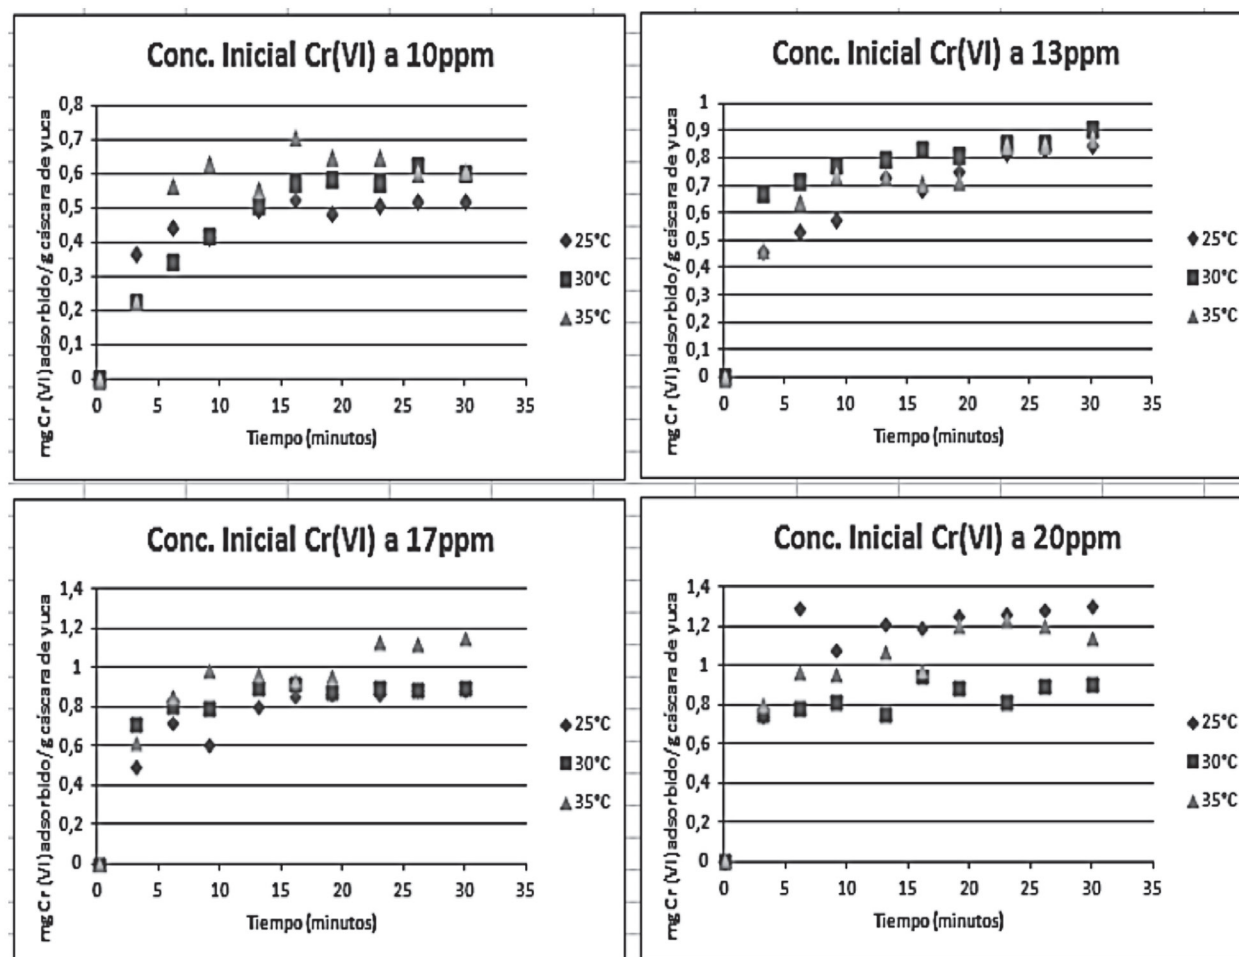 Conc. Inicial Cr(VI) a 10ppm
mg Cr (VI) adsorbido/g cáscara de yuca
0,8
0,7
0,6
0,5
0,4
0,3
0,2
0,1
0
0 5 10 15 20 25 30 35
Tiempo (minutos)
25°C
30°C
35°C
Conc. Inicial Cr(VI) a 13ppm
mg Cr (VI) adsorbido/g cáscara de yuca
1
0,9
0,8
0,7
0,6
0,5
0,4
0,3
0,2
0,1
0
0 5 10 15 20 25 30 35
Tiempo (minutos)
25°C
30°C
35°C
Conc. Inicial Cr(VI) a 17ppm
mg Cr (VI) adsorbido/g cáscara de yuca
1,4
1,2
1
0,8
0,6
0,4
0,2
0
0 5 10 15 20 25 30 35
Tiempo (minutos)
25°C
30°C
35°C
Conc. Inicial Cr(VI) a 20ppm
mg Cr (VI) adsorbido/g cáscara de yuca
1,4
1,2
1
0,8
0,6
0,4
0,2
0
0 5 10 15 20 25 30 35
Tiempo (minutos)
25°C
30°C
35°C